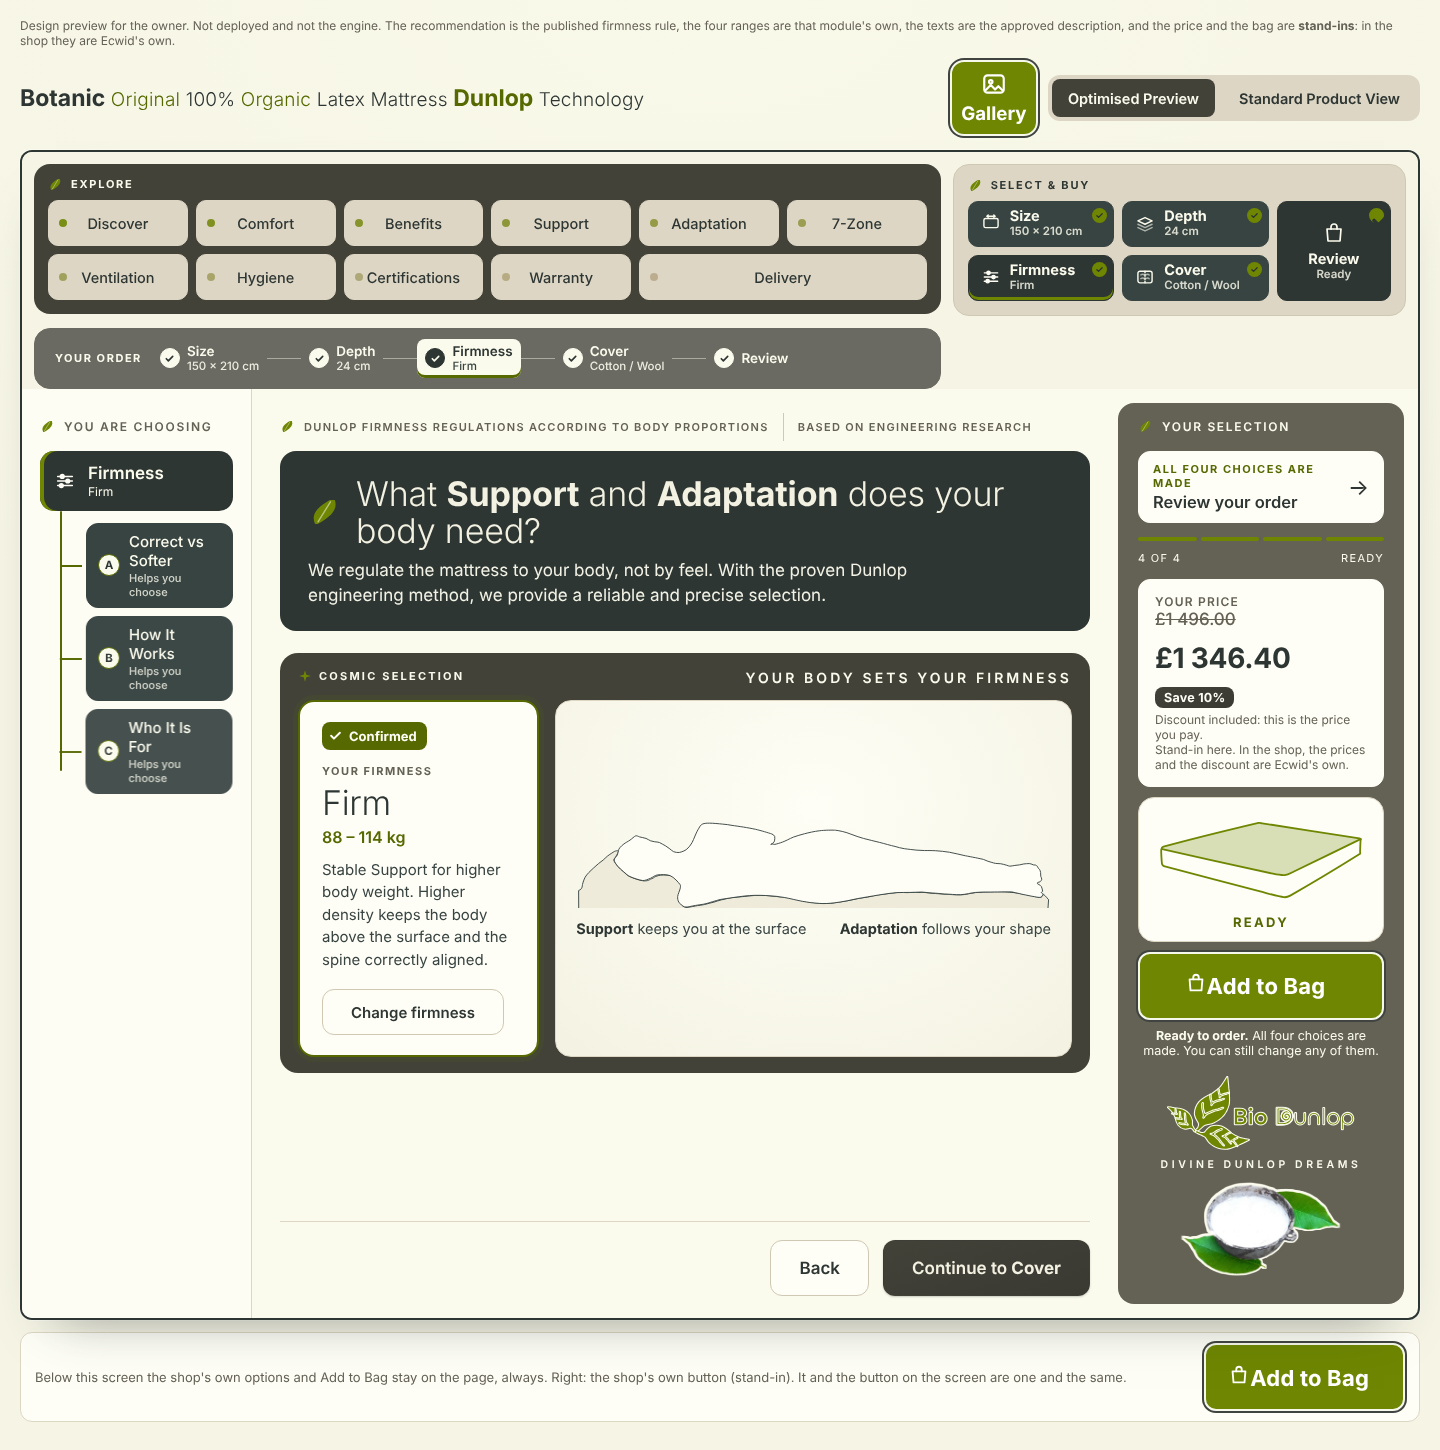 Design preview for the owner. Not deployed and not the engine. The recommendation is the published firmness rule, the four ranges are that module's own, the texts are the approved description, and the price and the bag are stand-ins: in the
shop they are Ecwid's own.
Botanic Original 100% Organic Latex Mattress Dunlop Technology
Gallery
Optimised Preview
Standard Product View
EXPLORE
Discover
Comfort
Benefits
Support
Adaptation
7-Zone
Ventilation
Hygiene
Certifications
Warranty
Delivery
SELECT & BUY
Size
150 × 210 cm
Depth
24 cm
Firmness
Firm
Cover
Cotton / Wool
Review
Ready
YOUR ORDER
Size
150 × 210 cm
Depth
24 cm
Firmness
Firm
Cover
Cotton / Wool
Review
YOU ARE CHOOSING
Firmness
Firm
A
Correct vs
Softer
Helps you
choose
B
How It
Works
Helps you
choose
C
Who It Is
For
Helps you
choose
DUNLOP FIRMNESS REGULATIONS ACCORDING TO BODY PROPORTIONS
BASED ON ENGINEERING RESEARCH
What Support and Adaptation does your
body need?
We regulate the mattress to your body, not by feel. With the proven Dunlop
engineering method, we provide a reliable and precise selection.
COSMIC SELECTION
YOUR BODY SETS YOUR FIRMNESS
Confirmed
YOUR FIRMNESS
Firm
88 – 114 kg
Stable Support for higher
body weight. Higher
density keeps the body
above the surface and the
spine correctly aligned.
Change firmness
Support keeps you at the surface
Adaptation follows your shape
Back
Continue to Cover
YOUR SELECTION
ALL FOUR CHOICES ARE
MADE
Review your order
4 OF 4
READY
YOUR PRICE
£1 496.00
£1 346.40
Save 10%
Discount included: this is the price
you pay.
Stand-in here. In the shop, the prices
and the discount are Ecwid's own.
READY
Add to Bag
Ready to order. All four choices are
made. You can still change any of them.
Bio Dunlop
DIVINE DUNLOP DREAMS
Below this screen the shop's own options and Add to Bag stay on the page, always. Right: the shop's own button (stand-in). It and the button on the screen are one and the same.
Add to Bag